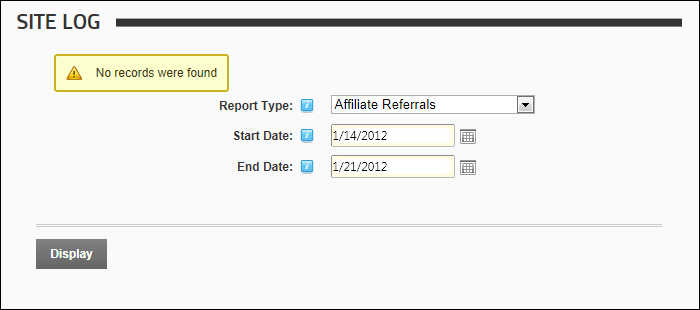 SITE LOG
No records were found
Report Type: Affiliate Referrals
Start Date: 1/14/2012
End Date: 1/21/2012
Display